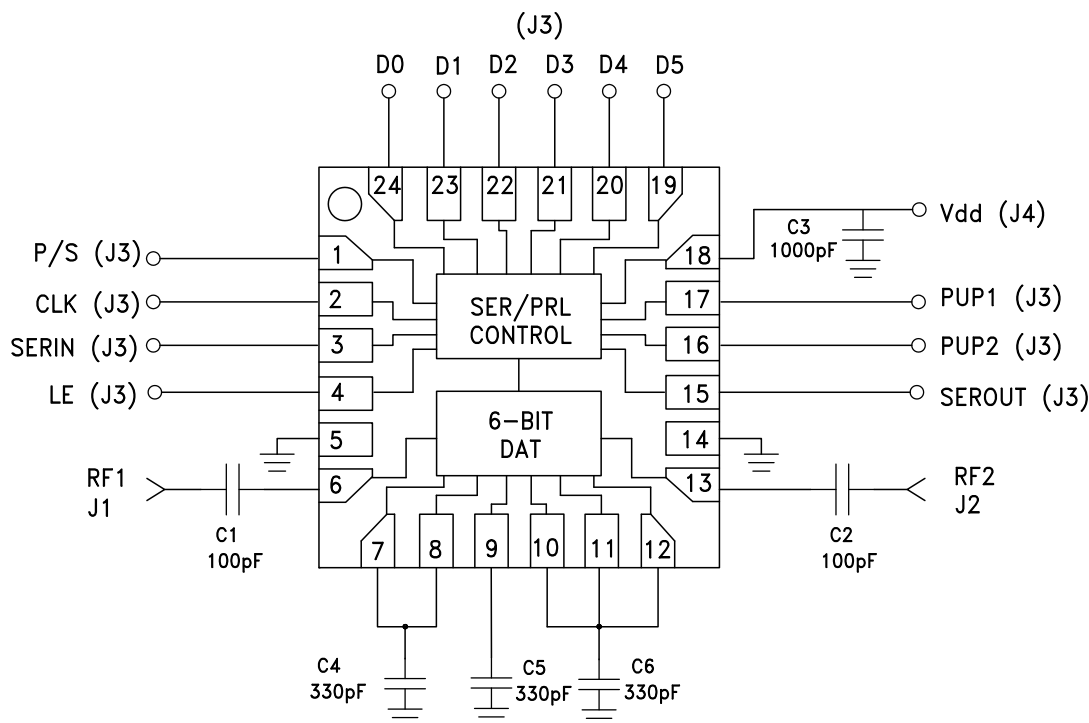 (J3)
D0 D1 D2 D3 D4 D5
24 23 22 21 20 19
P/S (J3)
CLK (J3)
SERIN (J3)
LE (J3)
1
2
3
4
5
6
SER/PRL
CONTROL
6-BIT
DAT
18
17
16
15
14
13
C3
1000pF
Vdd (J4)
PUP1 (J3)
PUP2 (J3)
SEROUT (J3)
RF1
J1
C1
100pF
RF2
J2
C2
100pF
7 8 9 10 11 12
C4
330pF
C5
330pF
C6
330pF